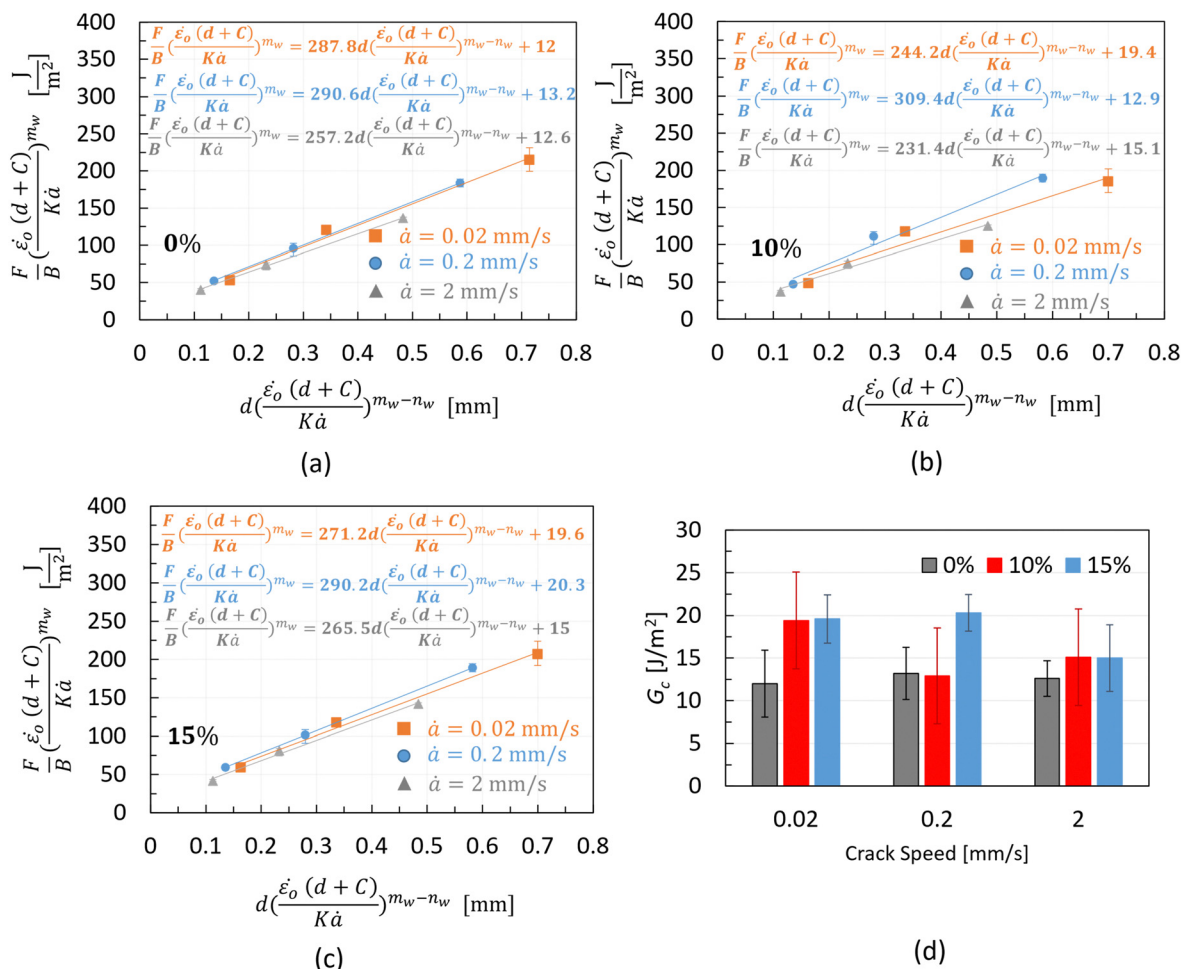 F/B (ε̇ₒ (d + C)/Kȧ)^m_w [J/m²]
400
350
300
250
200
150
100
50
0
F/B(ε̇ₒ (d + C)/Kȧ)^m_w = 287.8d(ε̇ₒ (d + C)/Kȧ)^(m_w−n_w) + 12
F/B(ε̇ₒ (d + C)/Kȧ)^m_w = 290.6d(ε̇ₒ (d + C)/Kȧ)^(m_w−n_w) + 13.2
F/B(ε̇ₒ (d + C)/Kȧ)^m_w = 257.2d(ε̇ₒ (d + C)/Kȧ)^(m_w−n_w) + 12.6
0%
ȧ = 0.02 mm/s
ȧ = 0.2 mm/s
ȧ = 2 mm/s
0 0.1 0.2 0.3 0.4 0.5 0.6 0.7 0.8
d(ε̇ₒ (d + C)/Kȧ)^(m_w−n_w) [mm]
(a)
F/B (ε̇ₒ (d + C)/Kȧ)^m_w [J/m²]
400
350
300
250
200
150
100
50
0
F/B(ε̇ₒ (d + C)/Kȧ)^m_w = 244.2d(ε̇ₒ (d + C)/Kȧ)^(m_w−n_w) + 19.4
F/B(ε̇ₒ (d + C)/Kȧ)^m_w = 309.4d(ε̇ₒ (d + C)/Kȧ)^(m_w−n_w) + 12.9
F/B(ε̇ₒ (d + C)/Kȧ)^m_w = 231.4d(ε̇ₒ (d + C)/Kȧ)^(m_w−n_w) + 15.1
10%
ȧ = 0.02 mm/s
ȧ = 0.2 mm/s
ȧ = 2 mm/s
0 0.1 0.2 0.3 0.4 0.5 0.6 0.7 0.8
d(ε̇ₒ (d + C)/Kȧ)^(m_w−n_w) [mm]
(b)
F/B (ε̇ₒ (d + C)/Kȧ)^m_w [J/m²]
400
350
300
250
200
150
100
50
0
F/B(ε̇ₒ (d + C)/Kȧ)^m_w = 271.2d(ε̇ₒ (d + C)/Kȧ)^(m_w−n_w) + 19.6
F/B(ε̇ₒ (d + C)/Kȧ)^m_w = 290.2d(ε̇ₒ (d + C)/Kȧ)^(m_w−n_w) + 20.3
F/B(ε̇ₒ (d + C)/Kȧ)^m_w = 265.5d(ε̇ₒ (d + C)/Kȧ)^(m_w−n_w) + 15
15%
ȧ = 0.02 mm/s
ȧ = 0.2 mm/s
ȧ = 2 mm/s
0 0.1 0.2 0.3 0.4 0.5 0.6 0.7 0.8
d(ε̇ₒ (d + C)/Kȧ)^(m_w−n_w) [mm]
(c)
G_c [J/m²]
30
25
20
15
10
5
0
0% 10% 15%
0.02 0.2 2
Crack Speed [mm/s]
(d)